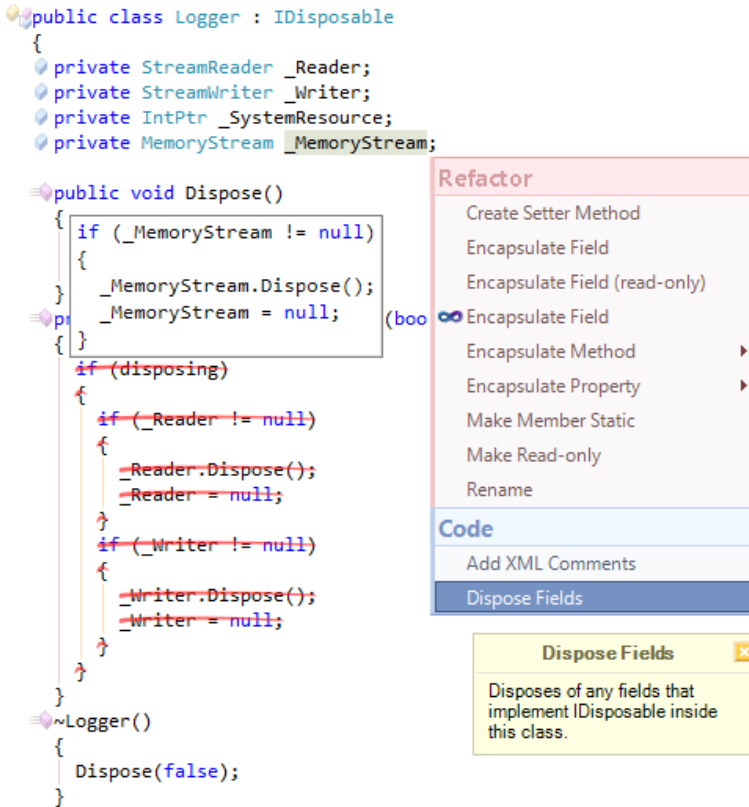 public class Logger : IDisposable
{
private StreamReader _Reader;
private StreamWriter _Writer;
private IntPtr _SystemResource;
private MemoryStream _MemoryStream;
public void Dispose()
{
if (_MemoryStream != null)
{
_MemoryStream.Dispose();
_MemoryStream = null;
}
}
(boo
{
if (disposing)
{
if (_Reader != null)
{
_Reader.Dispose();
_Reader = null;
}
if (_Writer != null)
{
_Writer.Dispose();
_Writer = null;
}
}
}
~Logger()
{
Dispose(false);
}
Refactor
Create Setter Method
Encapsulate Field
Encapsulate Field (read-only)
Encapsulate Field
Encapsulate Method
Encapsulate Property
Make Member Static
Make Read-only
Rename
Code
Add XML Comments
Dispose Fields
Dispose Fields
Disposes of any fields that
implement IDisposable inside
this class.